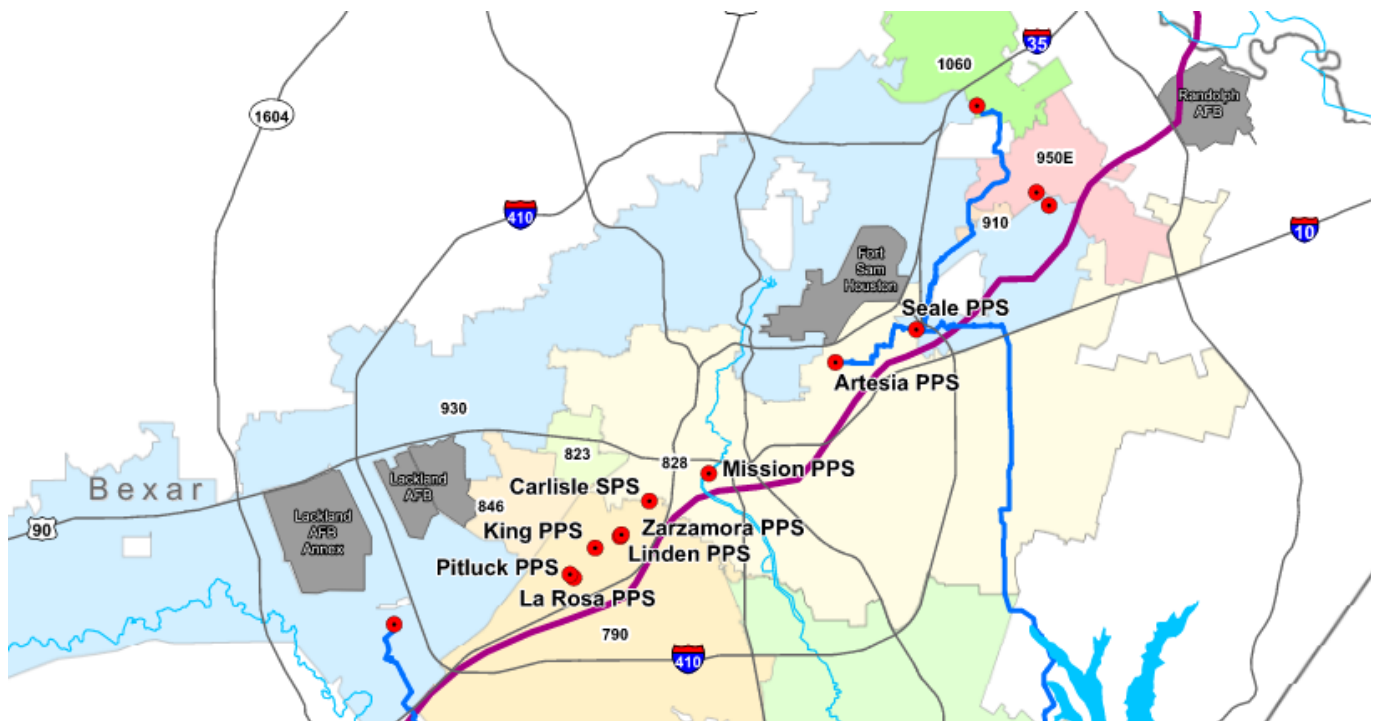 35
1060
Randolph
AFB
1604
950E
410
910
10
Fort
Sam
Houston
Seale PPS
Artesia PPS
930
823
828
Mission PPS
Bexar
Lackland
AFB
Carlisle SPS
846
Lackland
AFB
Annex
90
King PPS
Zarzamora PPS
Linden PPS
Pitluck PPS
La Rosa PPS
790
410